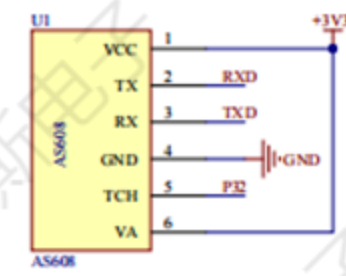 U1
+3V
VCC 1
TX 2 RXD
RX 3 TXD
GND 4 GND
TCH 5 P32
VA 6
AS608
AS608